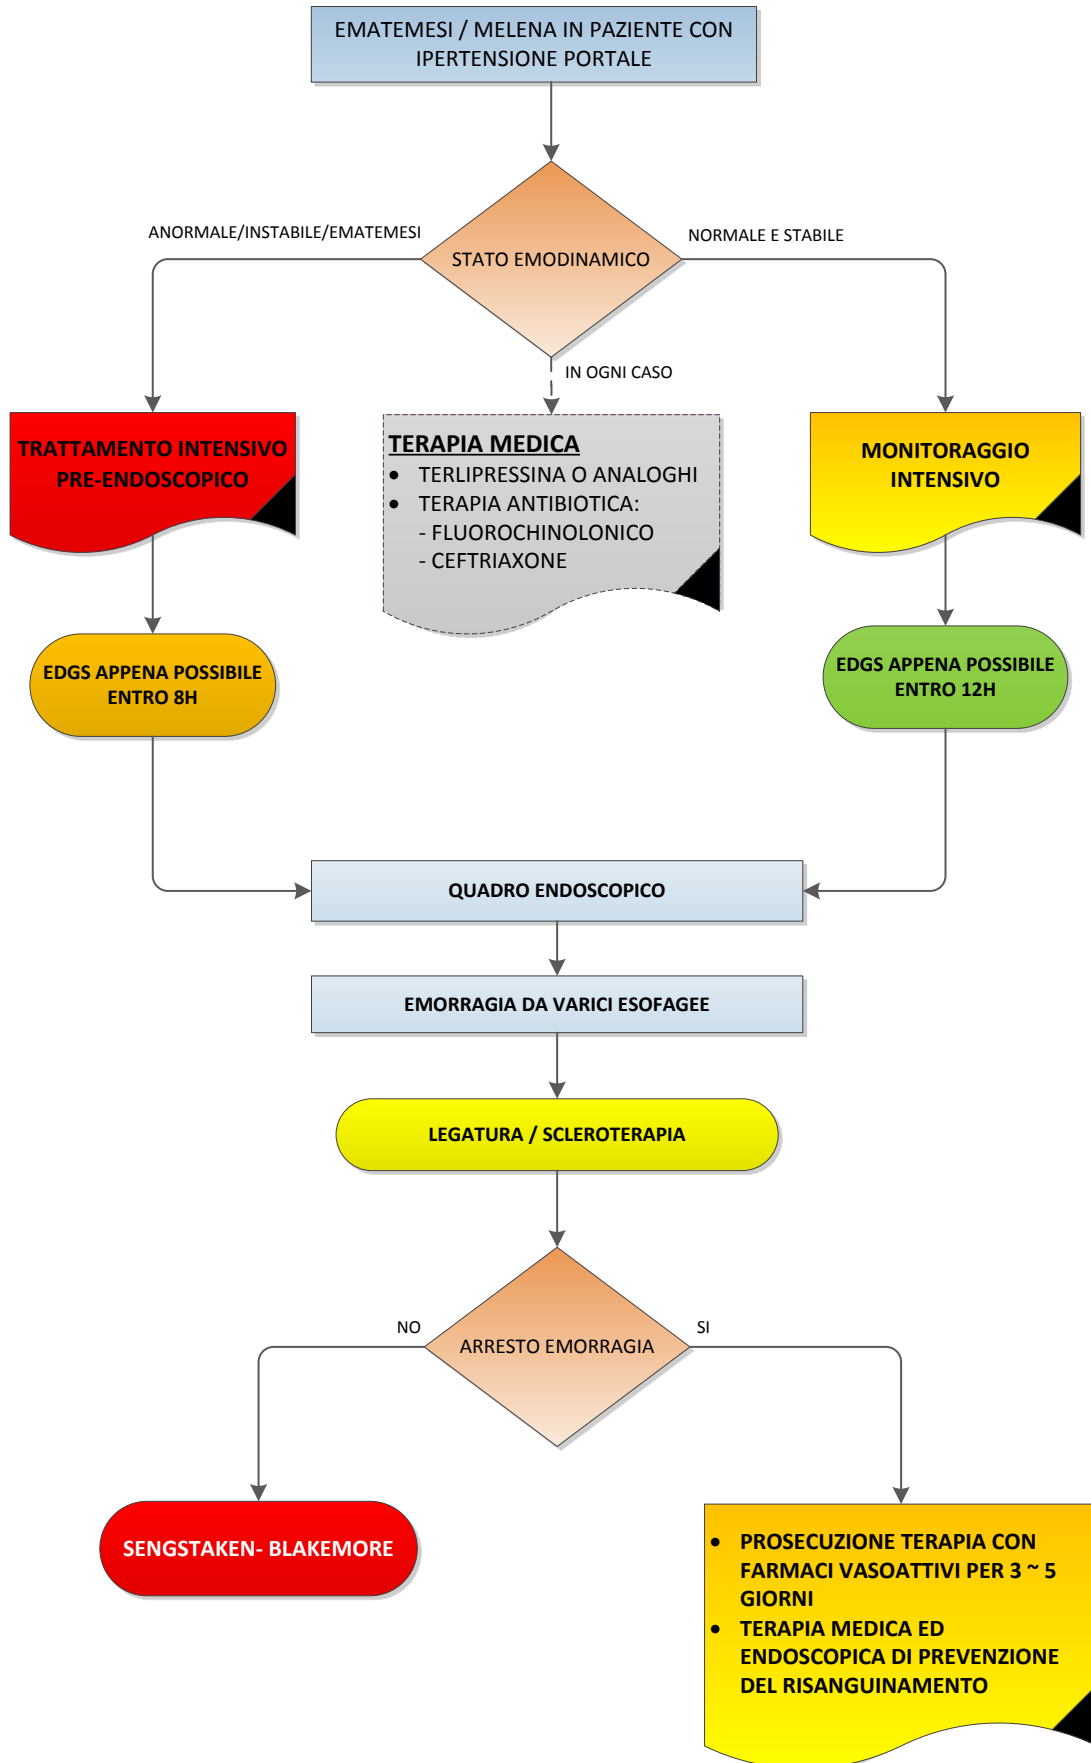 EMATEMESI / MELENA IN PAZIENTE CON
IPERTENSIONE PORTALE
ANORMALE/INSTABILE/EMATEMESI
NORMALE E STABILE
STATO EMODINAMICO
IN OGNI CASO
TRATTAMENTO INTENSIVO
PRE-ENDOSCOPICO
TERAPIA MEDICA
• TERLIPRESSINA O ANALOGHI
• TERAPIA ANTIBIOTICA:
- FLUOROCHINOLONICO
- CEFTRIAXONE
MONITORAGGIO
INTENSIVO
EDGS APPENA POSSIBILE
ENTRO 8H
EDGS APPENA POSSIBILE
ENTRO 12H
QUADRO ENDOSCOPICO
EMORRAGIA DA VARICI ESOFAGEE
LEGATURA / SCLEROTERAPIA
NO
SI
ARRESTO EMORRAGIA
SENGSTAKEN- BLAKEMORE
• PROSECUZIONE TERAPIA CON
FARMACI VASOATTIVI PER 3 ~ 5
GIORNI
• TERAPIA MEDICA ED
ENDOSCOPICA DI PREVENZIONE
DEL RISANGUINAMENTO